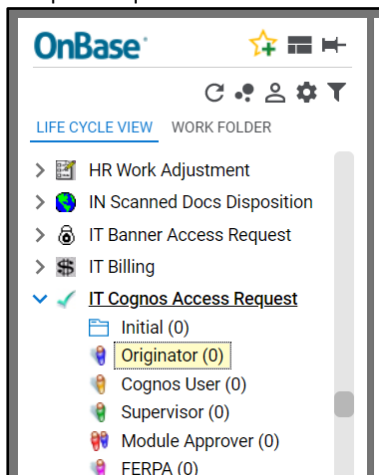 OnBase
LIFE CYCLE VIEW WORK FOLDER
HR Work Adjustment
IN Scanned Docs Disposition
IT Banner Access Request
IT Billing
IT Cognos Access Request
Initial (0)
Originator (0)
Cognos User (0)
Supervisor (0)
Module Approver (0)
FERPA (0)